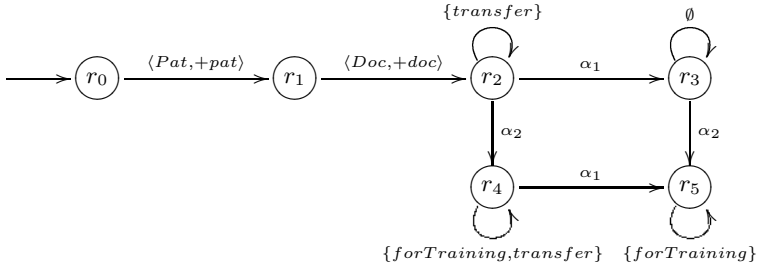 {transfer} ∅
r₀ ⟨Pat,+pat⟩ r₁ ⟨Doc,+doc⟩ r₂ α₁ r₃
α₂ α₂
r₄ α₁ r₅
{forTraining,transfer} {forTraining}